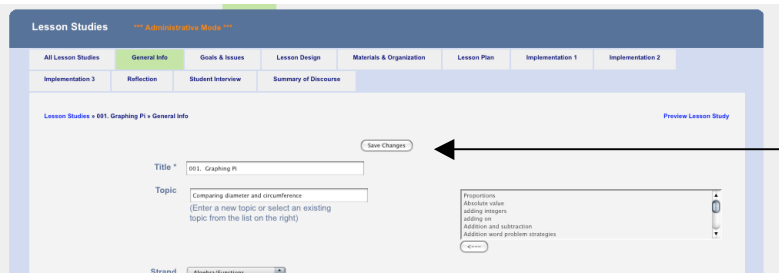 Lesson Studies *** Administrative Mode ***
All Lesson Studies General Info Goals & Issues Lesson Design Materials & Organization Lesson Plan Implementation 1 Implementation 2
Implementation 3 Reflection Student Interview Summary of Discourse
Lesson Studies » 001. Graphing Pi » General Info Preview Lesson Study
Save Changes
Title * 001. Graphing Pi
Topic Comparing diameter and circumference
(Enter a new topic or select an existing
topic from the list on the right)
Proportions
Absolute value
adding integers
adding on
Addition and subtraction
Addition word problem strategies
<---
Strand Algebra/Functions